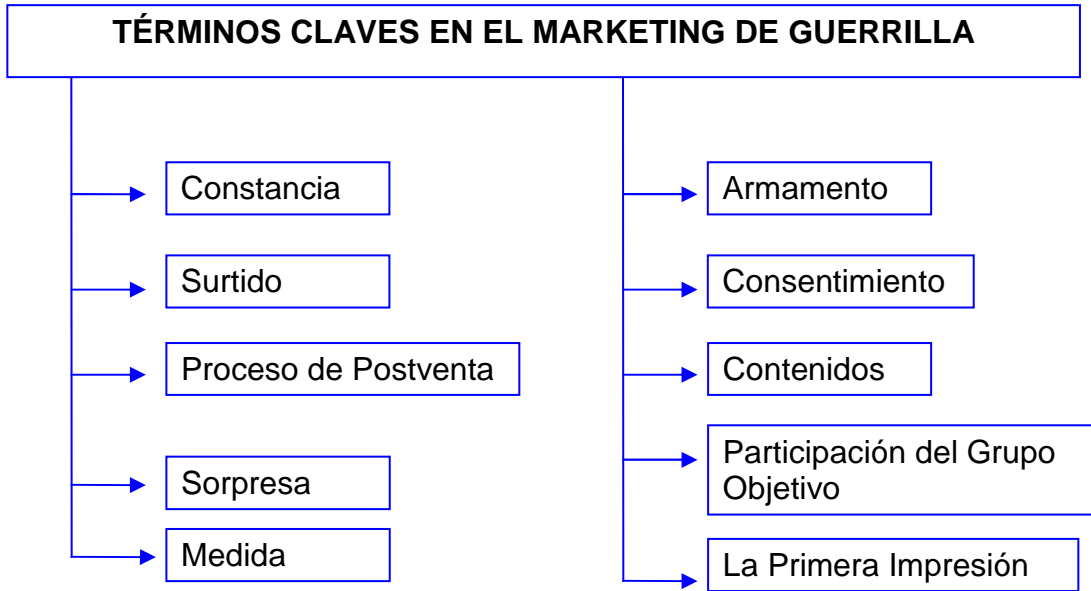 TÉRMINOS CLAVES EN EL MARKETING DE GUERRILLA
Constancia
Surtido
Proceso de Postventa
Sorpresa
Medida
Armamento
Consentimiento
Contenidos
Participación del Grupo
Objetivo
La Primera Impresión